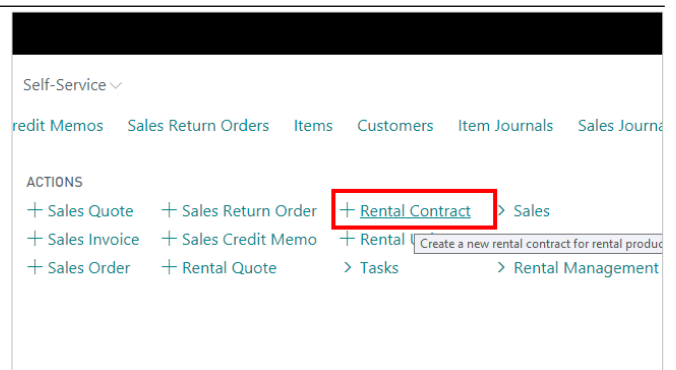 Self-Service
redit Memos Sales Return Orders Items Customers Item Journals Sales Journa
ACTIONS
+ Sales Quote + Sales Return Order + Rental Contract > Sales
+ Sales Invoice + Sales Credit Memo + Rental
Create a new rental contract for rental produc
+ Sales Order + Rental Quote > Tasks > Rental Management